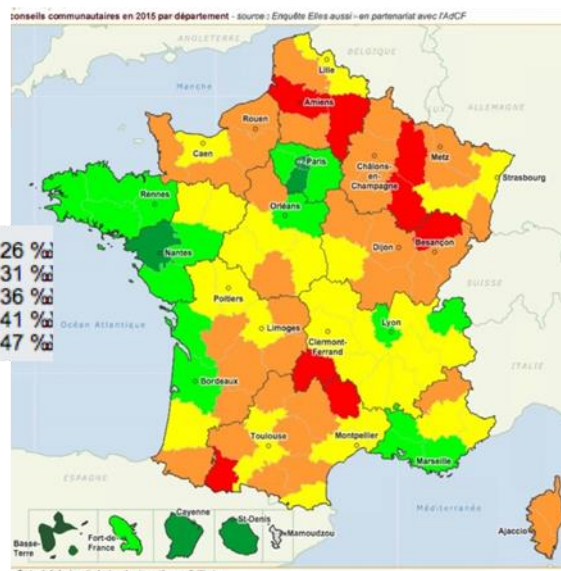 conseils communautaires en 2015 par département - source : Enquête Elles aussi - en partenariat avec l'AdCF
ANGLETERRE
BELGIQUE
Lille
Manche
LUX
ALLEMAGNE
Amiens
Rouen
Caen
Paris
Châlons-
en-
Champagne
Metz
Strasbourg
Rennes
Orléans
Dijon
Besançon
26 %
31 %
36 %
41 %
47 %
Nantes
SUISSE
Poitiers
Océan Atlantique
Limoges
Clermont-
Ferrand
Lyon
ITALIE
Bordeaux
Toulouse
Montpellier
Marseille
ESPAGNE
Méditerranée
Ajaccio
Basse-
Terre
Fort-de-
France
Cayenne
St-Denis
Mamoudzou